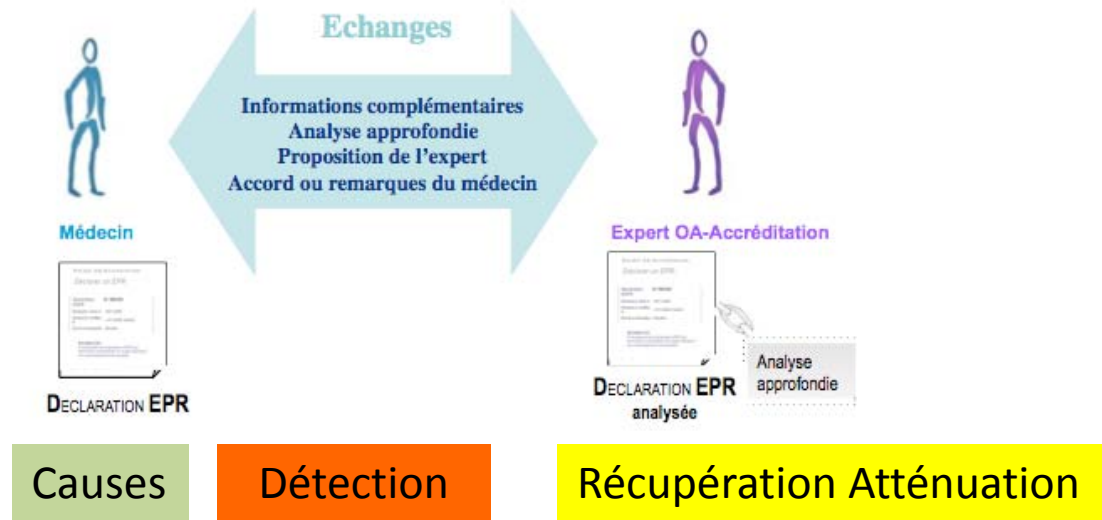 Echanges
Informations complémentaires
Analyse approfondie
Proposition de l'expert
Accord ou remarques du médecin
Médecin
Expert OA-Accréditation
DECLARATION EPR
DECLARATION EPR
analysée
Analyse
approfondie
Causes
Détection
Récupération Atténuation